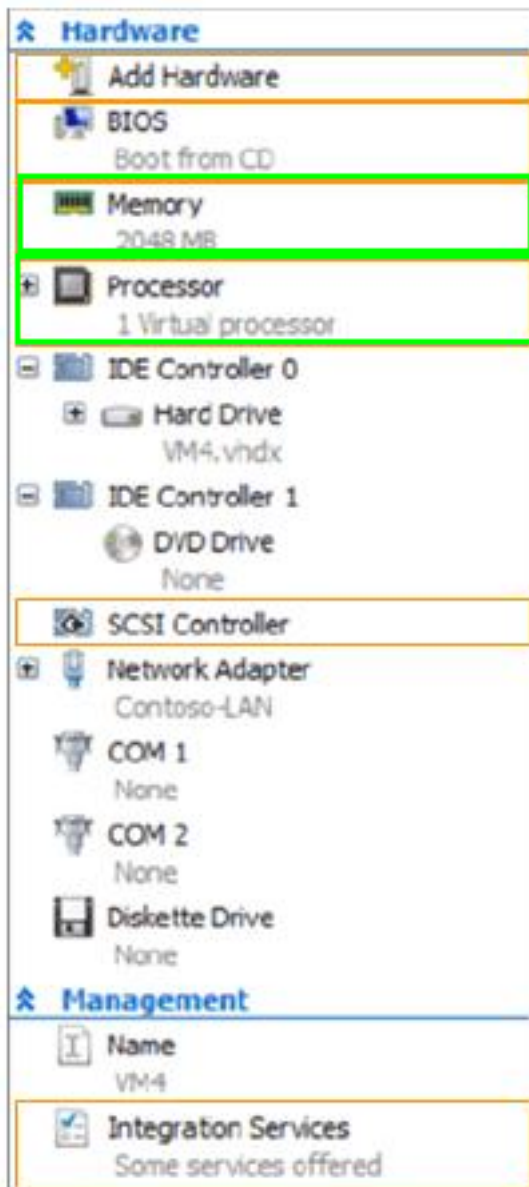 Hardware
Add Hardware
BIOS
Boot from CD
Memory
2048 MB
Processor
1 Virtual processor
IDE Controller 0
Hard Drive
VM4.vhdx
IDE Controller 1
DVD Drive
None
SCSI Controller
Network Adapter
Contoso-LAN
COM 1
None
COM 2
None
Diskette Drive
None
Management
Name
VM4
Integration Services
Some services offered